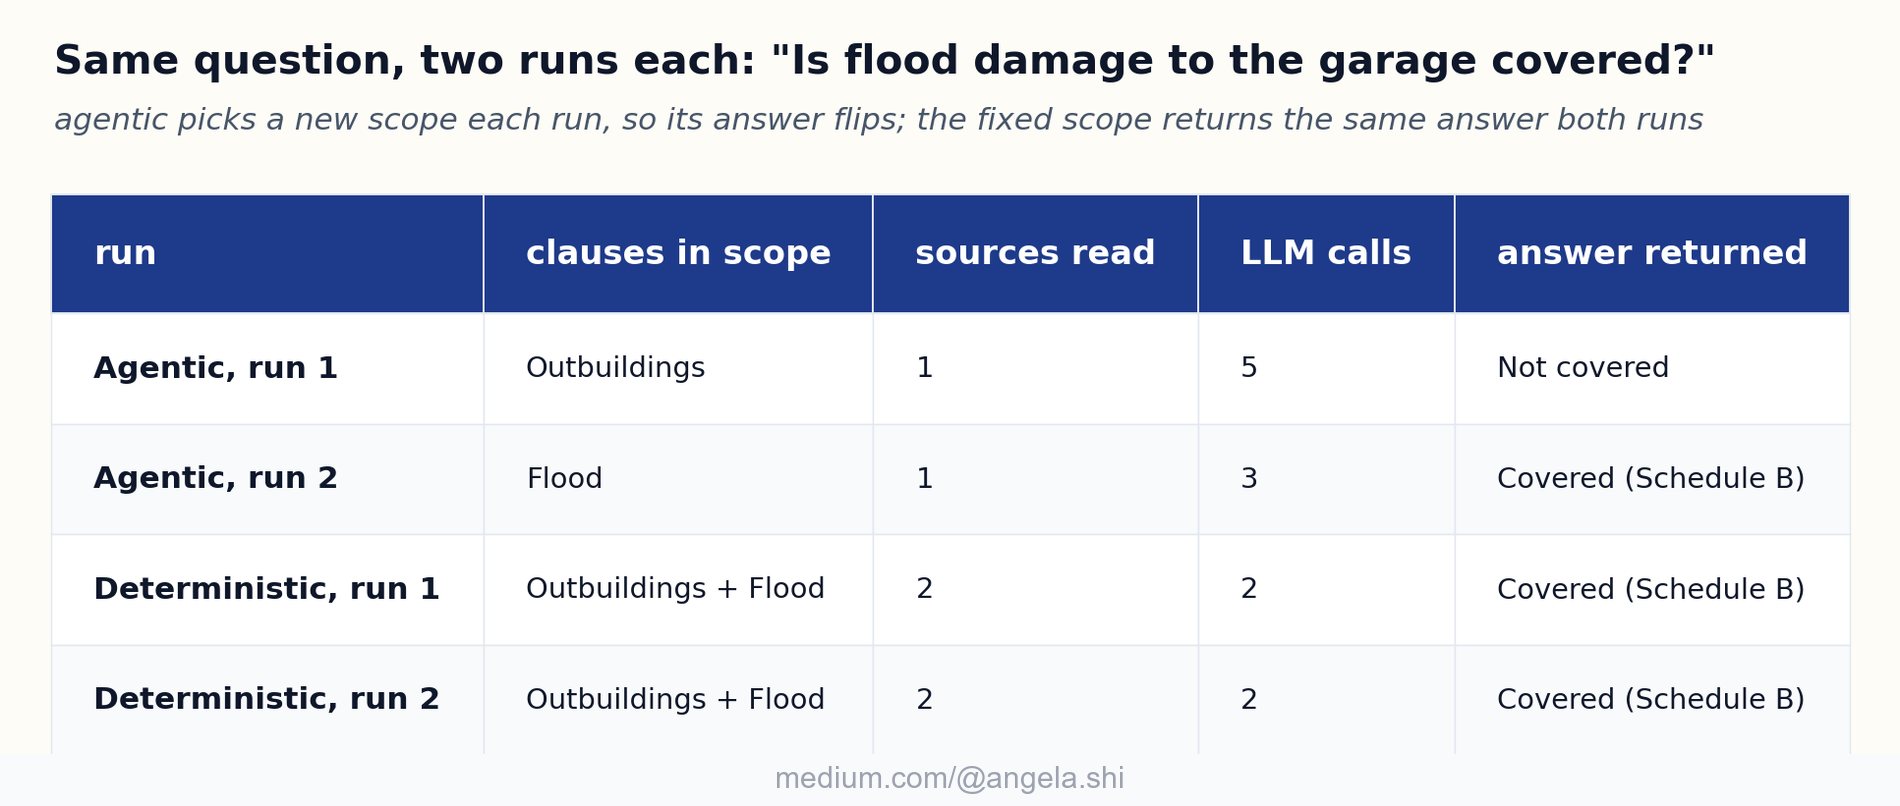 Same question, two runs each: "Is flood damage to the garage covered?"
agentic picks a new scope each run, so its answer flips; the fixed scope returns the same answer both runs
run clauses in scope sources read LLM calls answer returned
Agentic, run 1 Outbuildings 1 5 Not covered
Agentic, run 2 Flood 1 3 Covered (Schedule B)
Deterministic, run 1 Outbuildings + Flood 2 2 Covered (Schedule B)
Deterministic, run 2 Outbuildings + Flood 2 2 Covered (Schedule B)
medium.com/@angela.shi